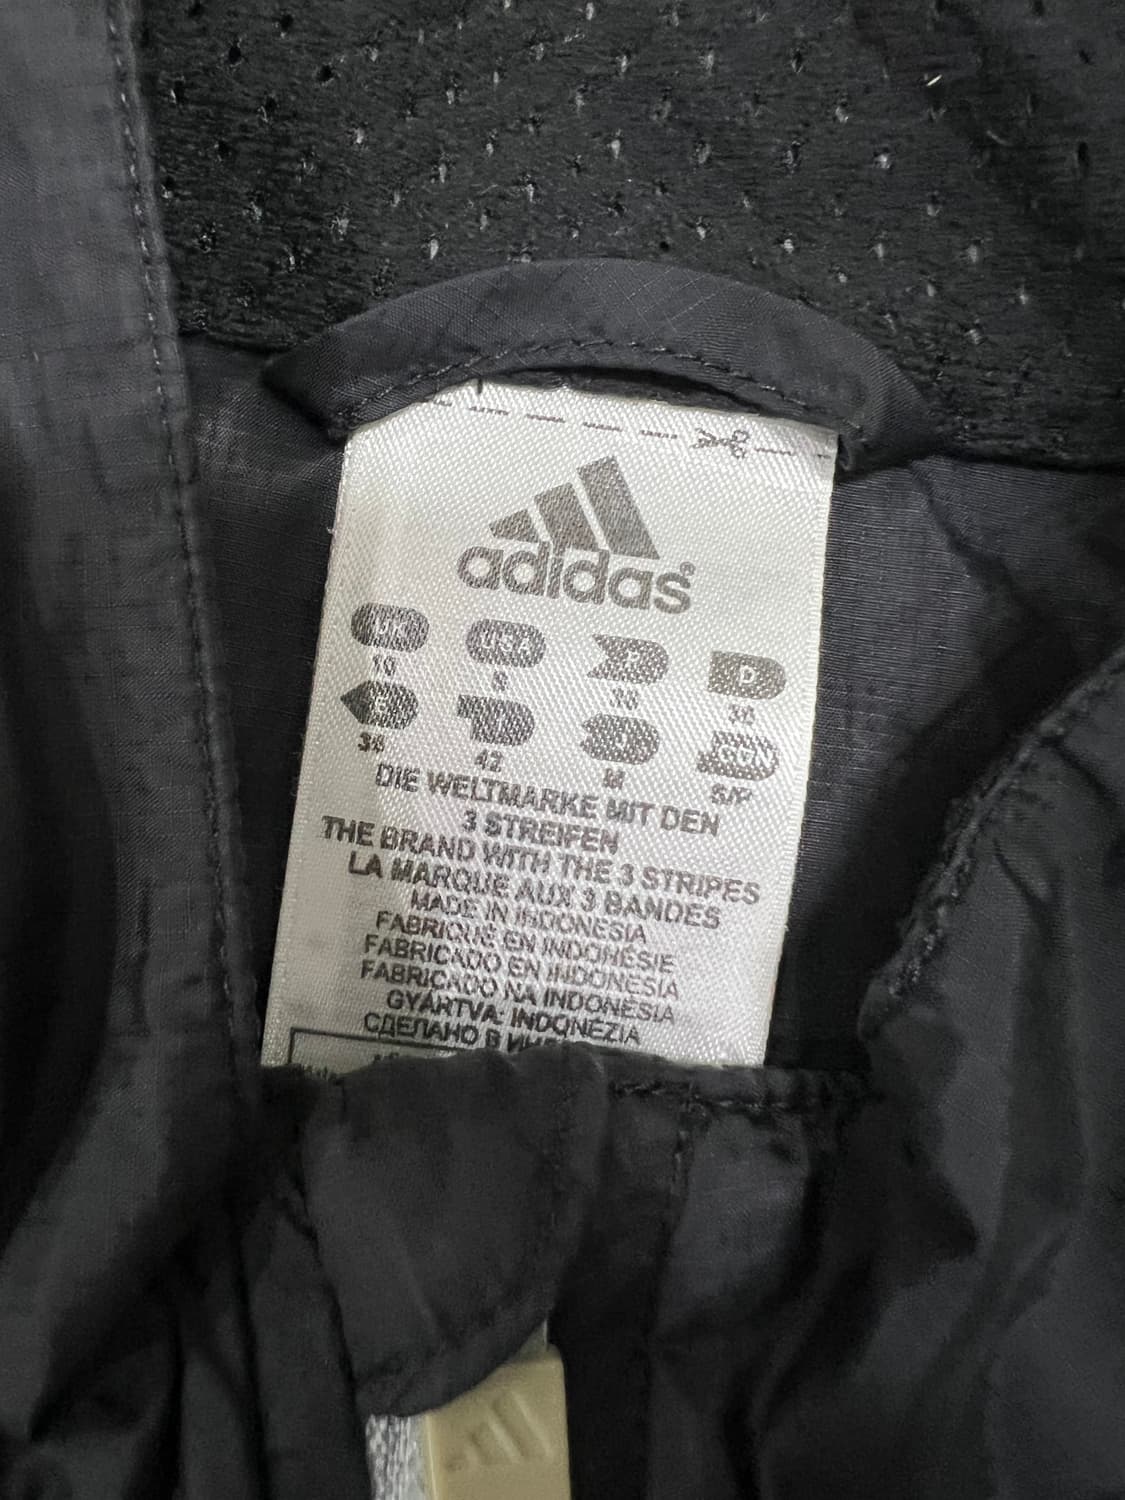 adidas®
UK USA F D
10 8 38 36
E I J CDN
38 42 M S/P
DIE WELTMARKE MIT DEN
3 STREIFEN
THE BRAND WITH THE 3 STRIPES
LA MARQUE AUX 3 BANDES
MADE IN INDONESIA
FABRIQUÉ EN INDONÉSIE
FABRICADO EN INDONESIA
FABRICADO NA INDONÉSIA
GYÁRTVA: INDONÉZIA
СДЕЛАНО В